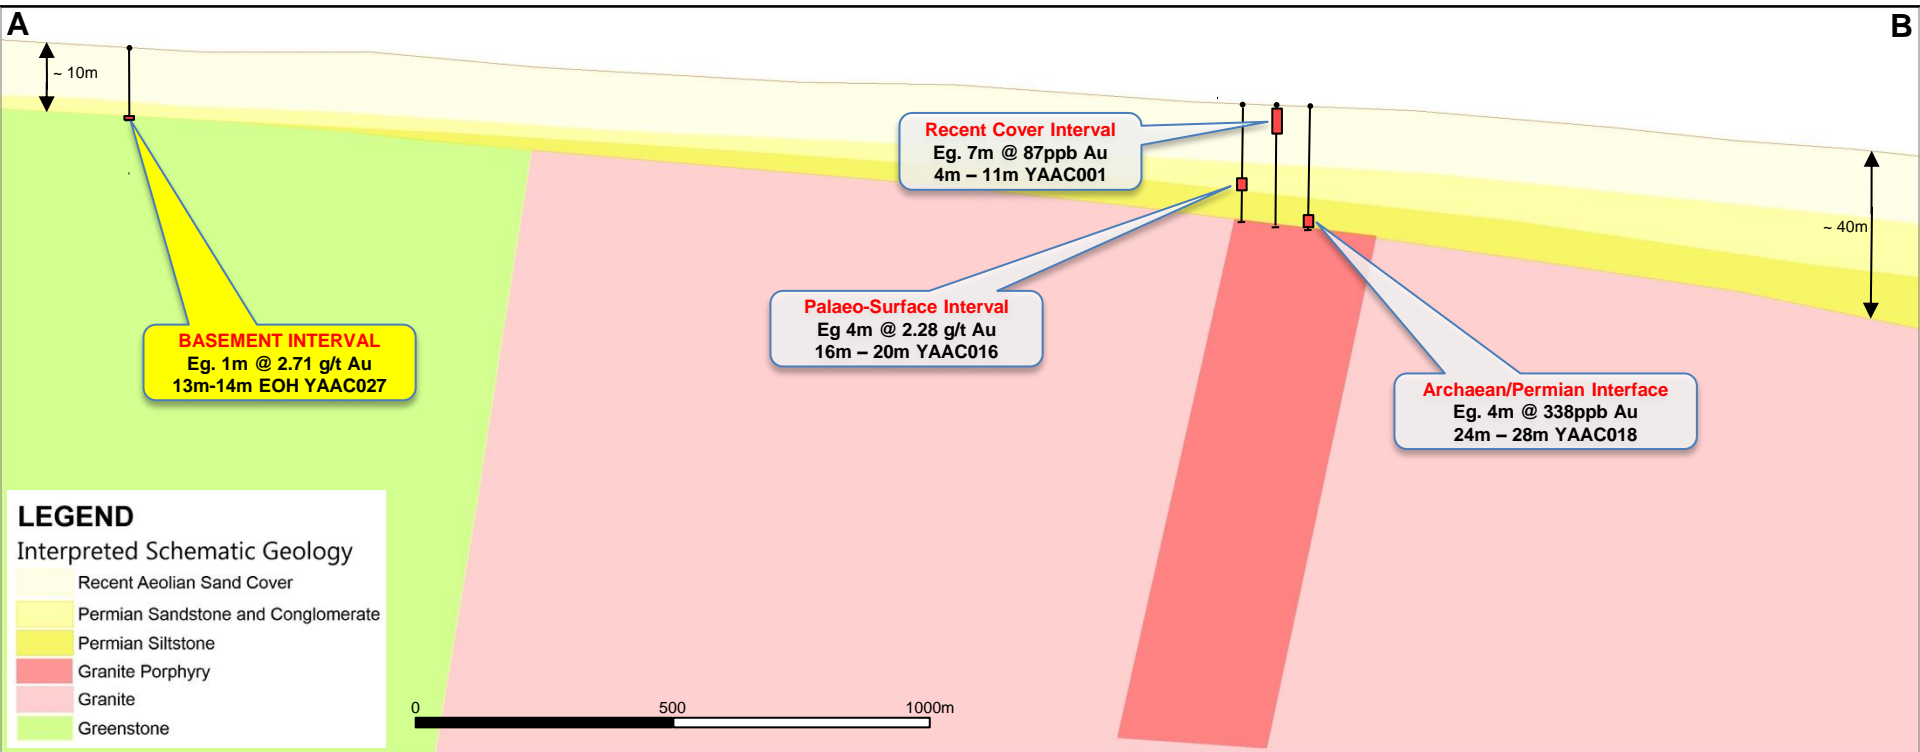 A
B
~ 10m
Recent Cover Interval
Eg. 7m @ 87ppb Au
4m – 11m YAAC001
~ 40m
Palaeo-Surface Interval
Eg 4m @ 2.28 g/t Au
16m – 20m YAAC016
BASEMENT INTERVAL
Eg. 1m @ 2.71 g/t Au
13m-14m EOH YAAC027
Archaean/Permian Interface
Eg. 4m @ 338ppb Au
24m – 28m YAAC018
LEGEND
Interpreted Schematic Geology
Recent Aeolian Sand Cover
Permian Sandstone and Conglomerate
Permian Siltstone
Granite Porphyry
Granite
Greenstone
0 500 1000m